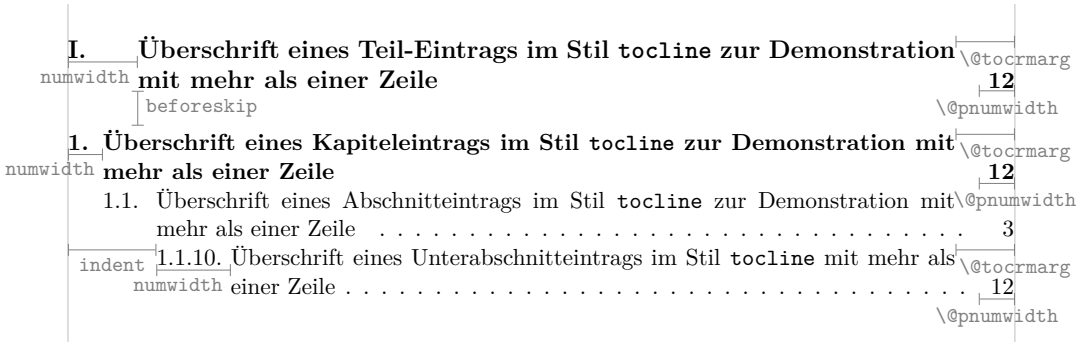 I. Überschrift eines Teil-Eintrags im Stil tocline zur Demonstration \@tocrmarg
numwidth mit mehr als einer Zeile 12
beforeskip \@pnumwidth
1. Überschrift eines Kapiteleintrags im Stil tocline zur Demonstration mit \@tocrmarg
numwidth mehr als einer Zeile 12
1.1. Überschrift eines Abschnitteintrags im Stil tocline zur Demonstration mit \@pnumwidth
mehr als einer Zeile . . . . . . . . . . . . . . . . . . . . . . . . . . . . . . . . . 3
indent 1.1.10. Überschrift eines Unterabschnitteintrags im Stil tocline mit mehr als \@tocrmarg
numwidth einer Zeile . . . . . . . . . . . . . . . . . . . . . . . . . . . . . . . . . . . 12
\@pnumwidth